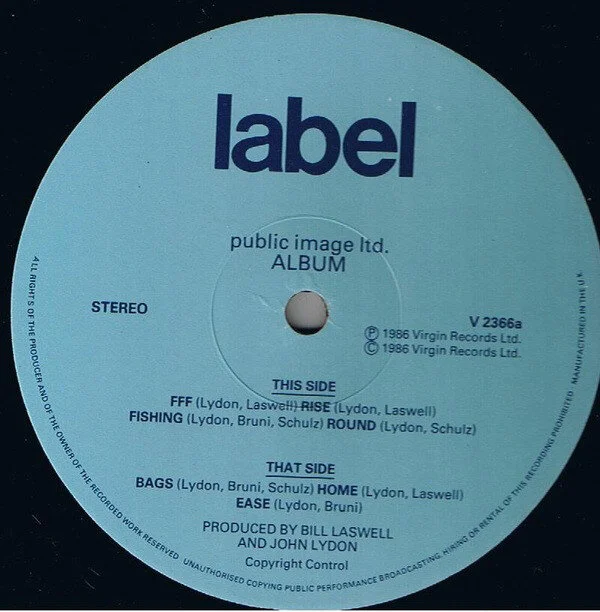 label
public image ltd.
ALBUM
STEREO
V 2366a
Ⓟ 1986 Virgin Records Ltd.
© 1986 Virgin Records Ltd.
THIS SIDE
FFF (Lydon, Laswell) RISE (Lydon, Laswell)
FISHING (Lydon, Bruni, Schulz) ROUND (Lydon, Schulz)
THAT SIDE
BAGS (Lydon, Bruni, Schulz) HOME (Lydon, Laswell)
EASE (Lydon, Bruni)
PRODUCED BY BILL LASWELL
AND JOHN LYDON
Copyright Control
ALL RIGHTS OF THE PRODUCER AND OF THE OWNER OF THE RECORDED WORK RESERVED UNAUTHORISED COPYING PUBLIC PERFORMANCE BROADCASTING. HIRING OR RENTAL OF THIS RECORDING PROHIBITED MANUFACTURED IN THE U.K.